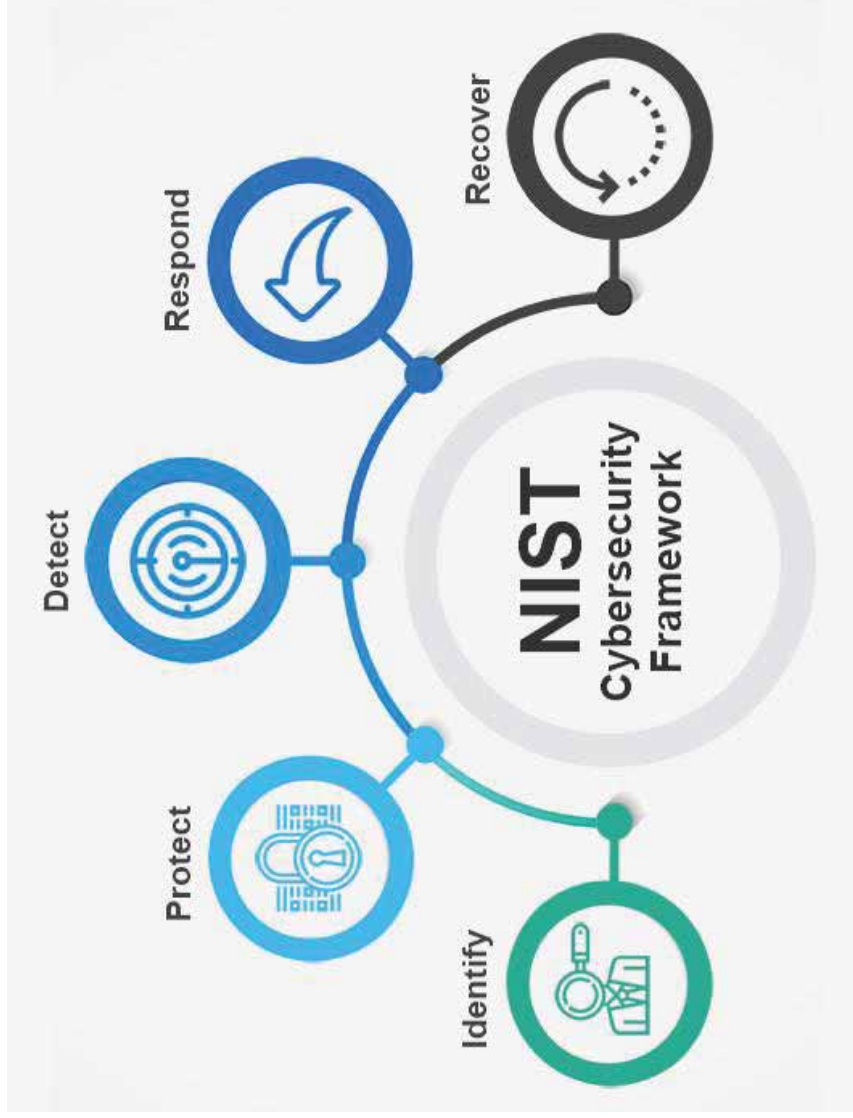 Identify
Protect
Detect
Respond
Recover
NIST
Cybersecurity
Framework